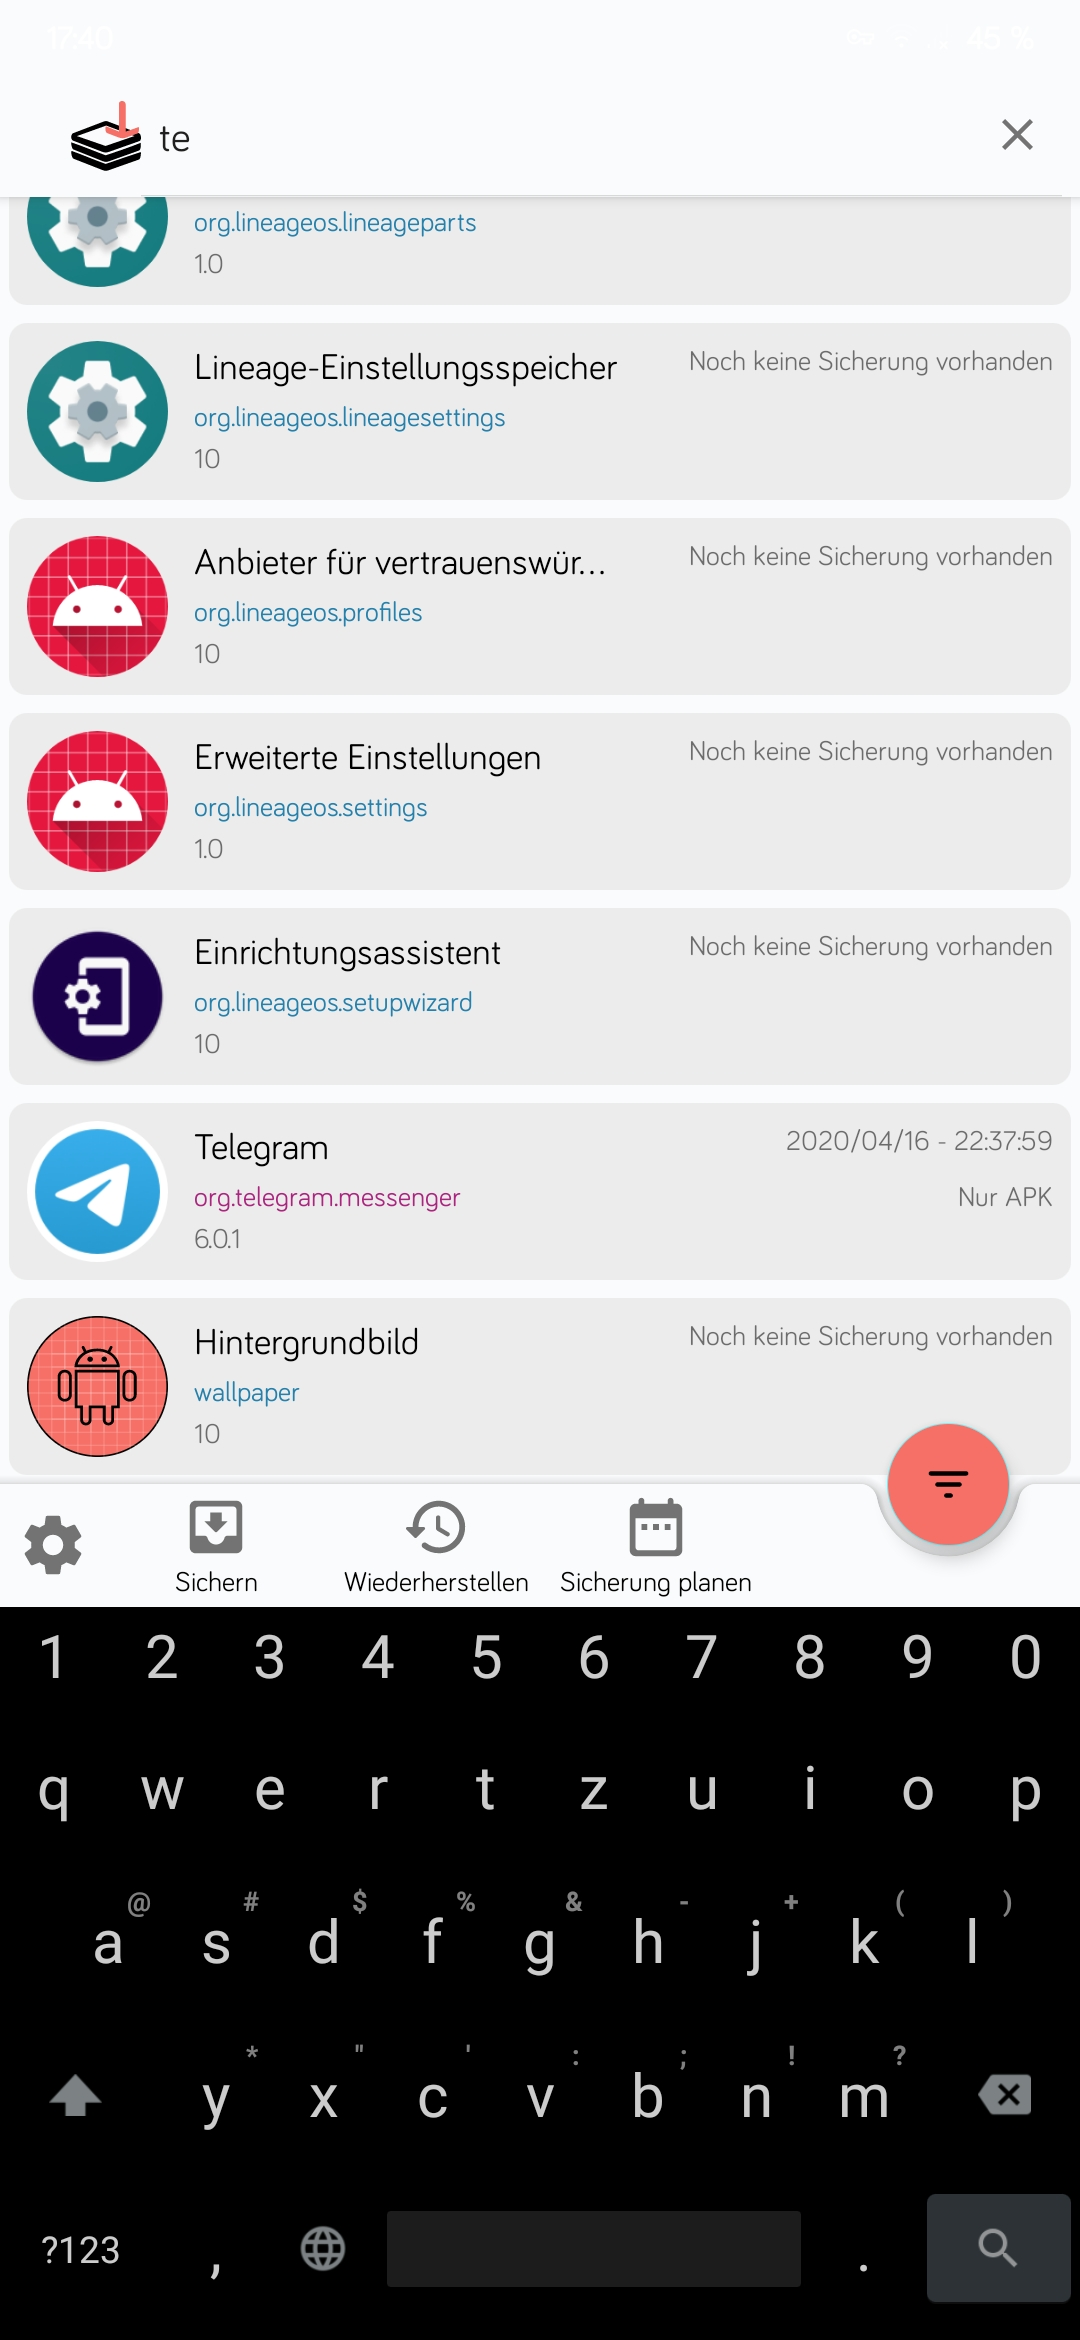 17:40
45 %
te
org.lineageos.lineageparts
1.0
Lineage-Einstellungsspeicher
Noch keine Sicherung vorhanden
org.lineageos.lineagesettings
10
Anbieter für vertrauenswür...
Noch keine Sicherung vorhanden
org.lineageos.profiles
10
Erweiterte Einstellungen
Noch keine Sicherung vorhanden
org.lineageos.settings
1.0
Einrichtungsassistent
Noch keine Sicherung vorhanden
org.lineageos.setupwizard
10
Telegram
2020/04/16 - 22:37:59
org.telegram.messenger
Nur APK
6.0.1
Hintergrundbild
Noch keine Sicherung vorhanden
wallpaper
10
Sichern
Wiederherstellen
Sicherung planen
1 2 3 4 5 6 7 8 9 0
q w e r t z u i o p
@ # $ % & - + ( )
a s d f g h j k l
* " ' : ; ! ?
y x c v b n m
?123 , .